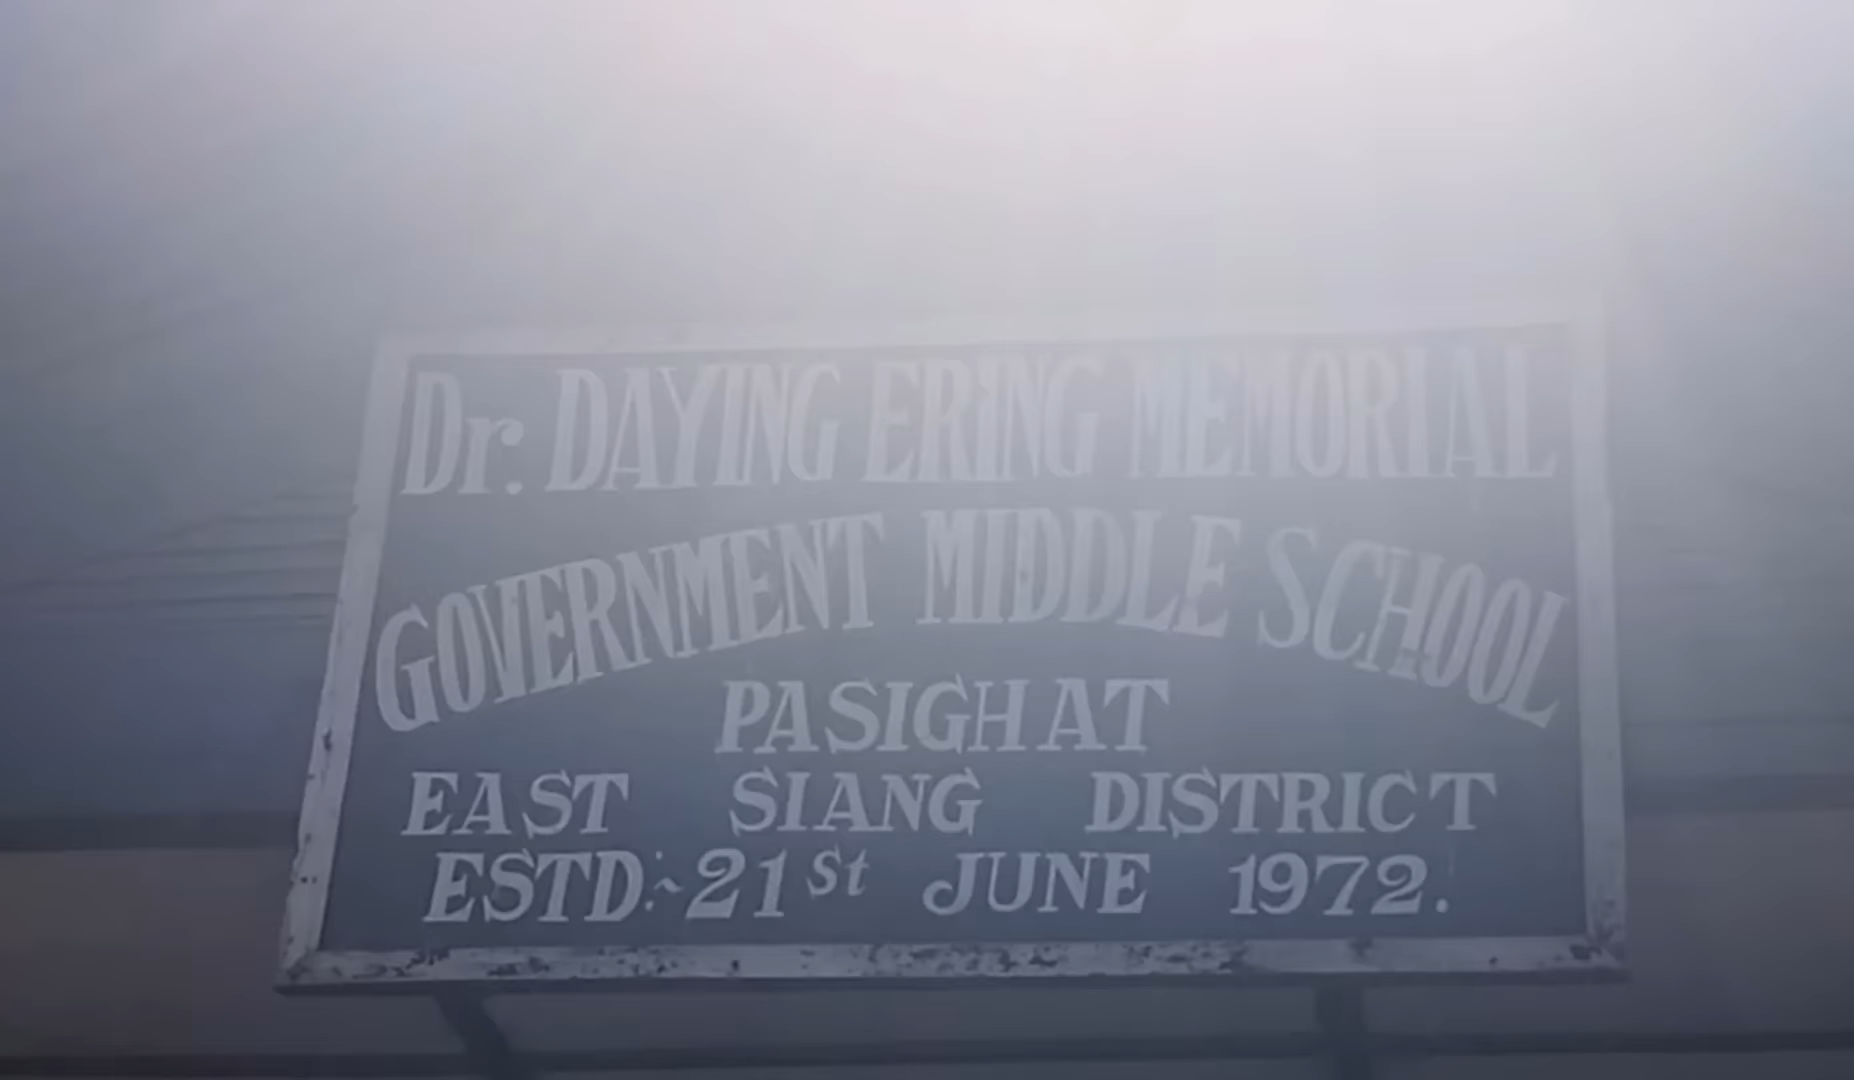 Dr. DAYING ERING MEMORIAL
GOVERNMENT MIDDLE SCHOOL
PASIGHAT
EAST SIANG DISTRICT
ESTD:~21st JUNE 1972.